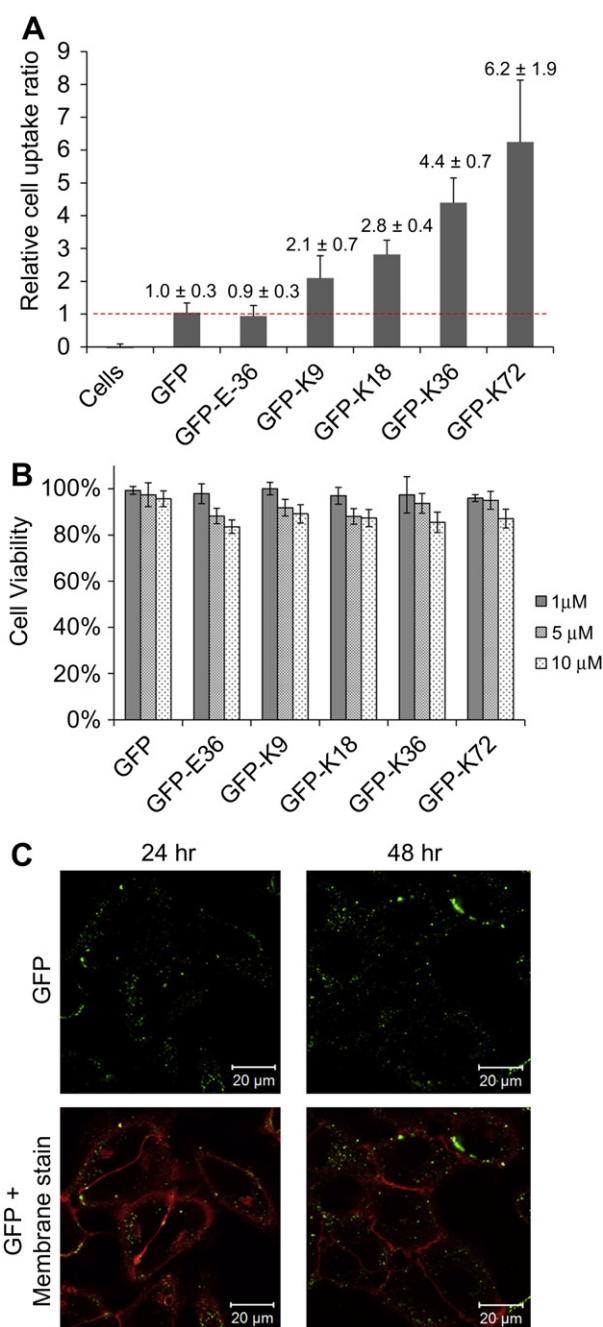 A
Relative cell uptake ratio
9
8
7
6
5
4
3
2
1
0
1.0 ± 0.3
0.9 ± 0.3
2.1 ± 0.7
2.8 ± 0.4
4.4 ± 0.7
6.2 ± 1.9
Cells
GFP
GFP-E-36
GFP-K9
GFP-K18
GFP-K36
GFP-K72
B
Cell Viability
100%
80%
60%
40%
20%
0%
GFP
GFP-E36
GFP-K9
GFP-K18
GFP-K36
GFP-K72
1μM
5 μM
10 μM
C
24 hr
48 hr
GFP
20 μm
20 μm
GFP +
Membrane stain
20 μm
20 μm